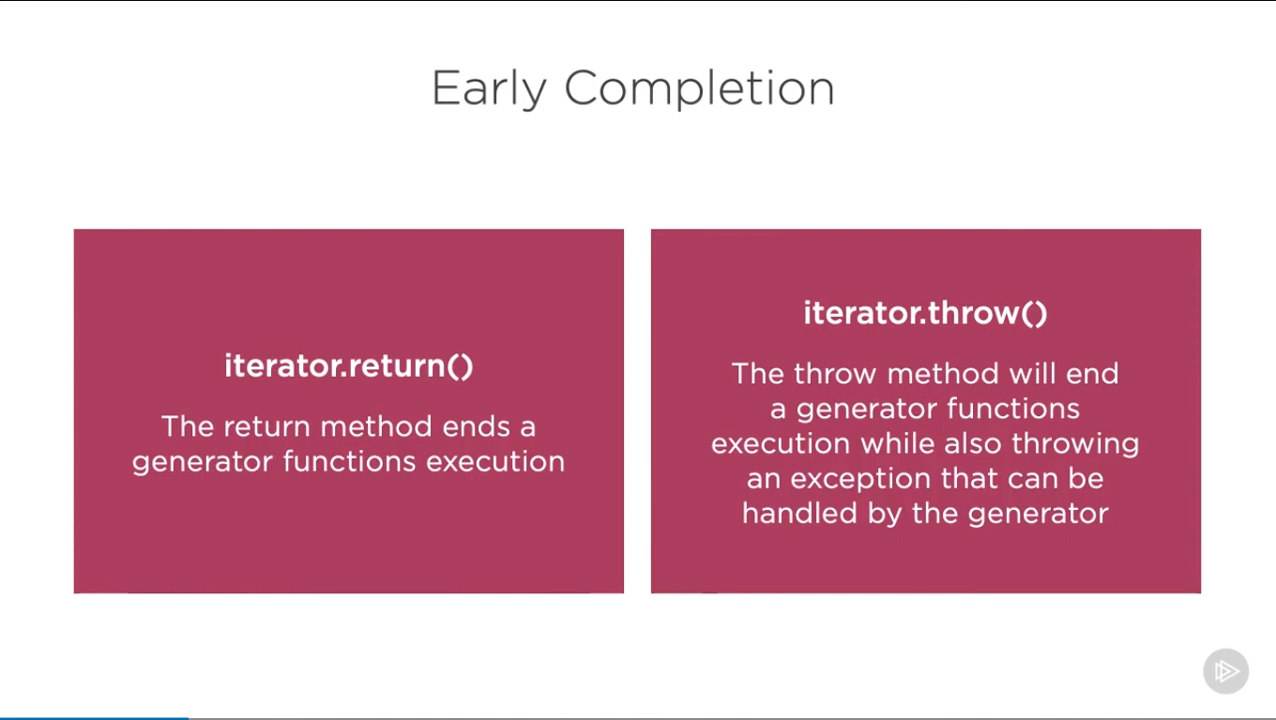 Early Completion
iterator.return()
The return method ends a
generator functions execution
iterator.throw()
The throw method will end
a generator functions
execution while also throwing
an exception that can be
handled by the generator